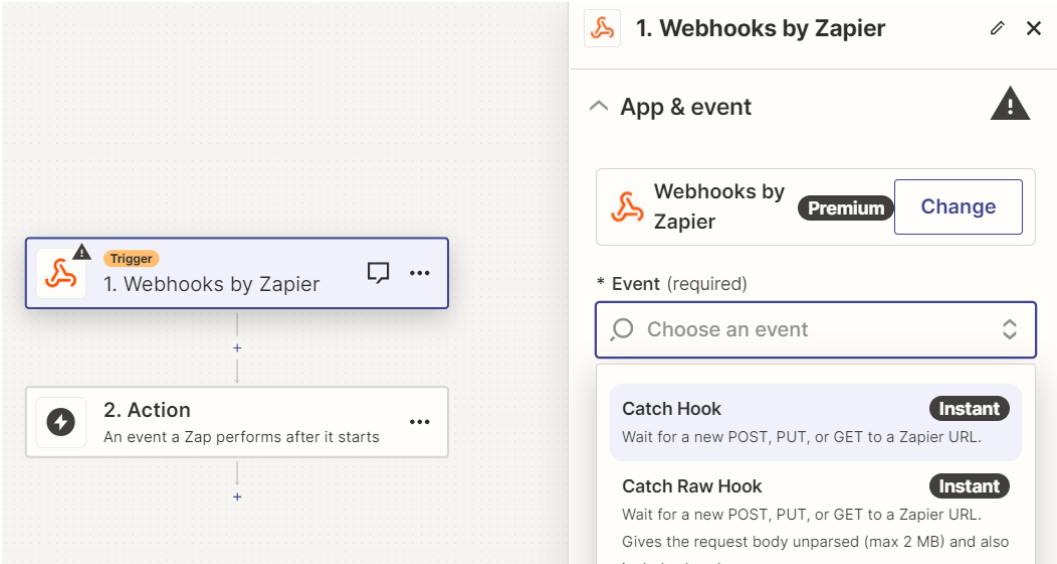 1. Webhooks by Zapier
App & event
Webhooks by
Zapier
Premium
Change
* Event (required)
Choose an event
Catch Hook
Instant
Wait for a new POST, PUT, or GET to a Zapier URL.
Catch Raw Hook
Instant
Wait for a new POST, PUT, or GET to a Zapier URL.
Gives the request body unparsed (max 2 MB) and also
Trigger
1. Webhooks by Zapier
2. Action
An event a Zap performs after it starts